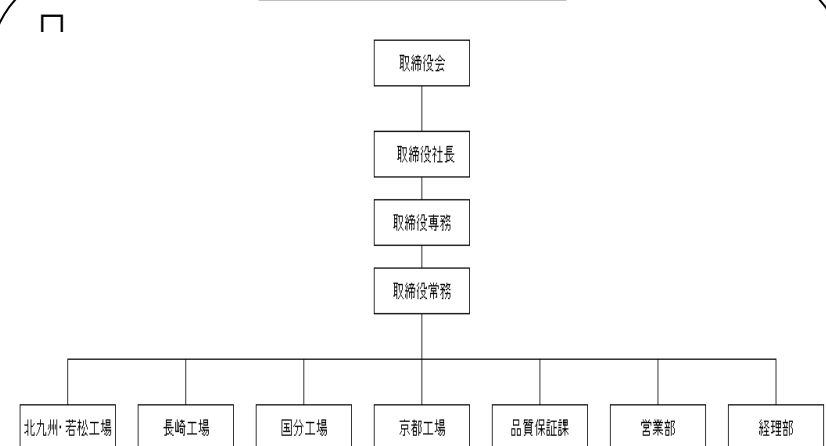 取締役会
取締役社長
取締役専務
取締役常務
北九州・若松工場 長崎工場 国分工場 京都工場 品質保証課 営業部 経理部